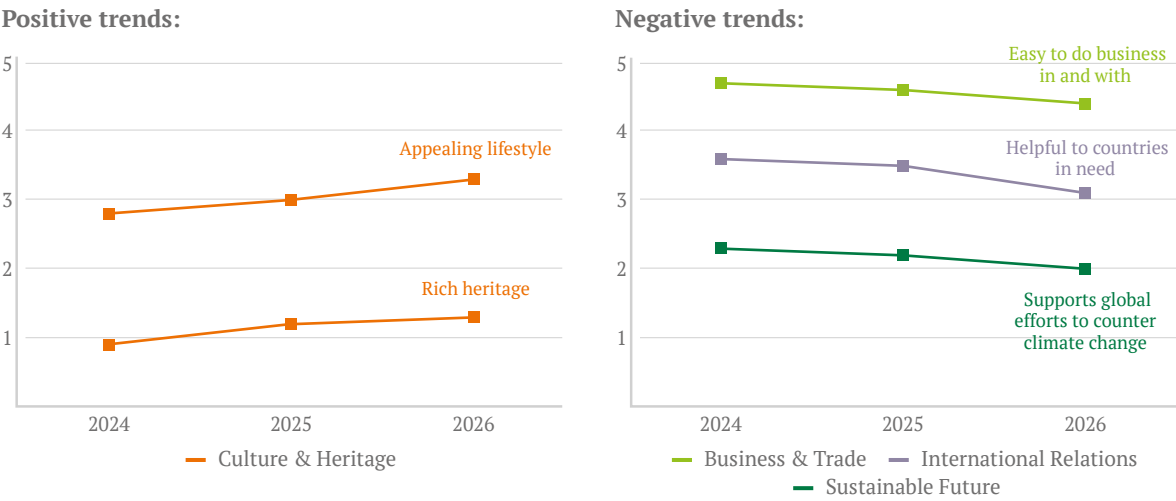 Positive trends:
5
4
3
2
1
Appealing lifestyle
Rich heritage
2024 2025 2026
Culture & Heritage
Negative trends:
5
4
3
2
1
Easy to do business
in and with
Helpful to countries
in need
Supports global
efforts to counter
climate change
2024 2025 2026
Business & Trade International Relations
Sustainable Future